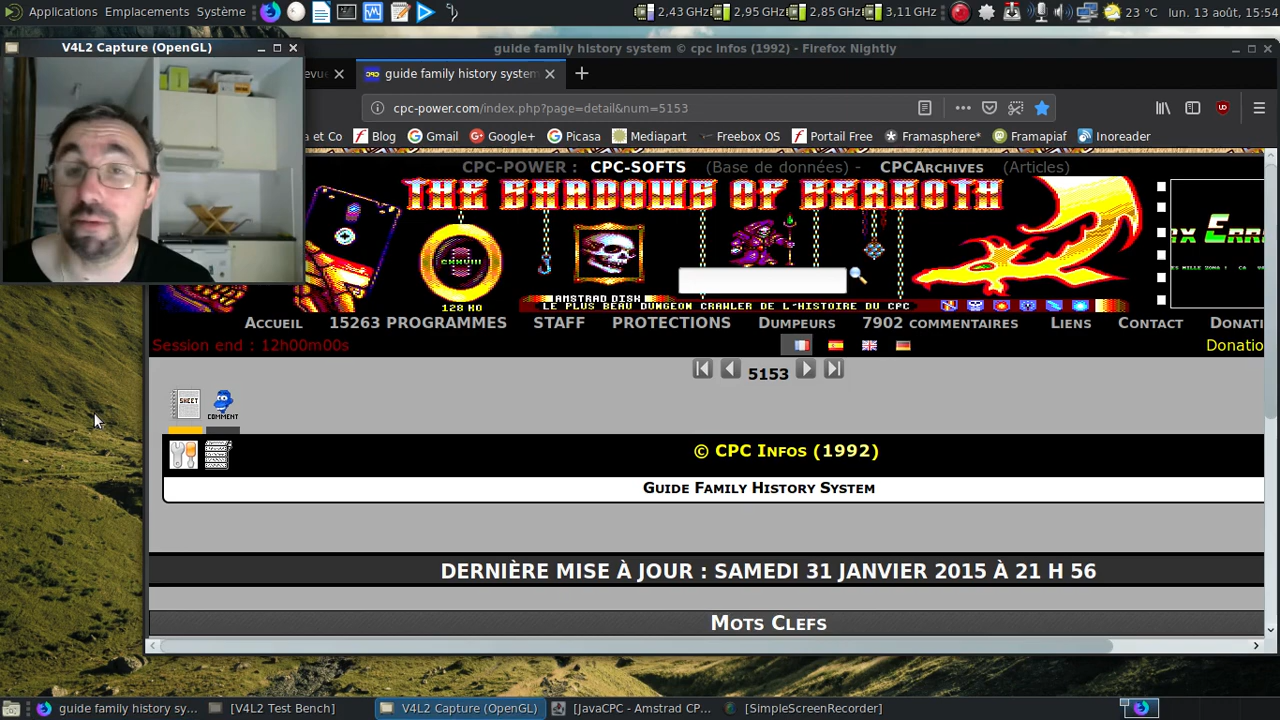 Applications Emplacements Système 2,43 GHz 2,95 GHz 2,85 GHz 3,11 GHz 23 °C lun. 13 août, 15:54
V4L2 Capture (OpenGL)
guide family history system © cpc infos (1992) - Firefox Nightly
guide family history system
cpc-power.com/index.php?page=detail&num=5153
a et Co Blog Gmail Google+ Picasa Mediapart Freebox OS Portail Free Framasphère* Framapiaf Inoreader
CPC-POWER : CPC-SOFTS (Base de données) - CPCArchives (Articles)
THE SHADOWS OF SERGOTH
CXXVIII
128 KO
AMSTRAD DISK
LE PLUS BEAU DUNGEON CRAWLER DE L'HISTOIRE DU CPC
Accueil 15263 PROGRAMMES STAFF PROTECTIONS Dumpeurs 7902 commentaires Liens Contact Donati
Session end : 12h00m00s Donatio
5153
SHEET
COMMENT
© CPC Infos (1992)
Guide Family History System
DERNIÈRE MISE À JOUR : SAMEDI 31 JANVIER 2015 À 21 H 56
Mots Clefs
guide family history sy... [V4L2 Test Bench] V4L2 Capture (OpenGL) [JavaCPC - Amstrad CP... [SimpleScreenRecorder]